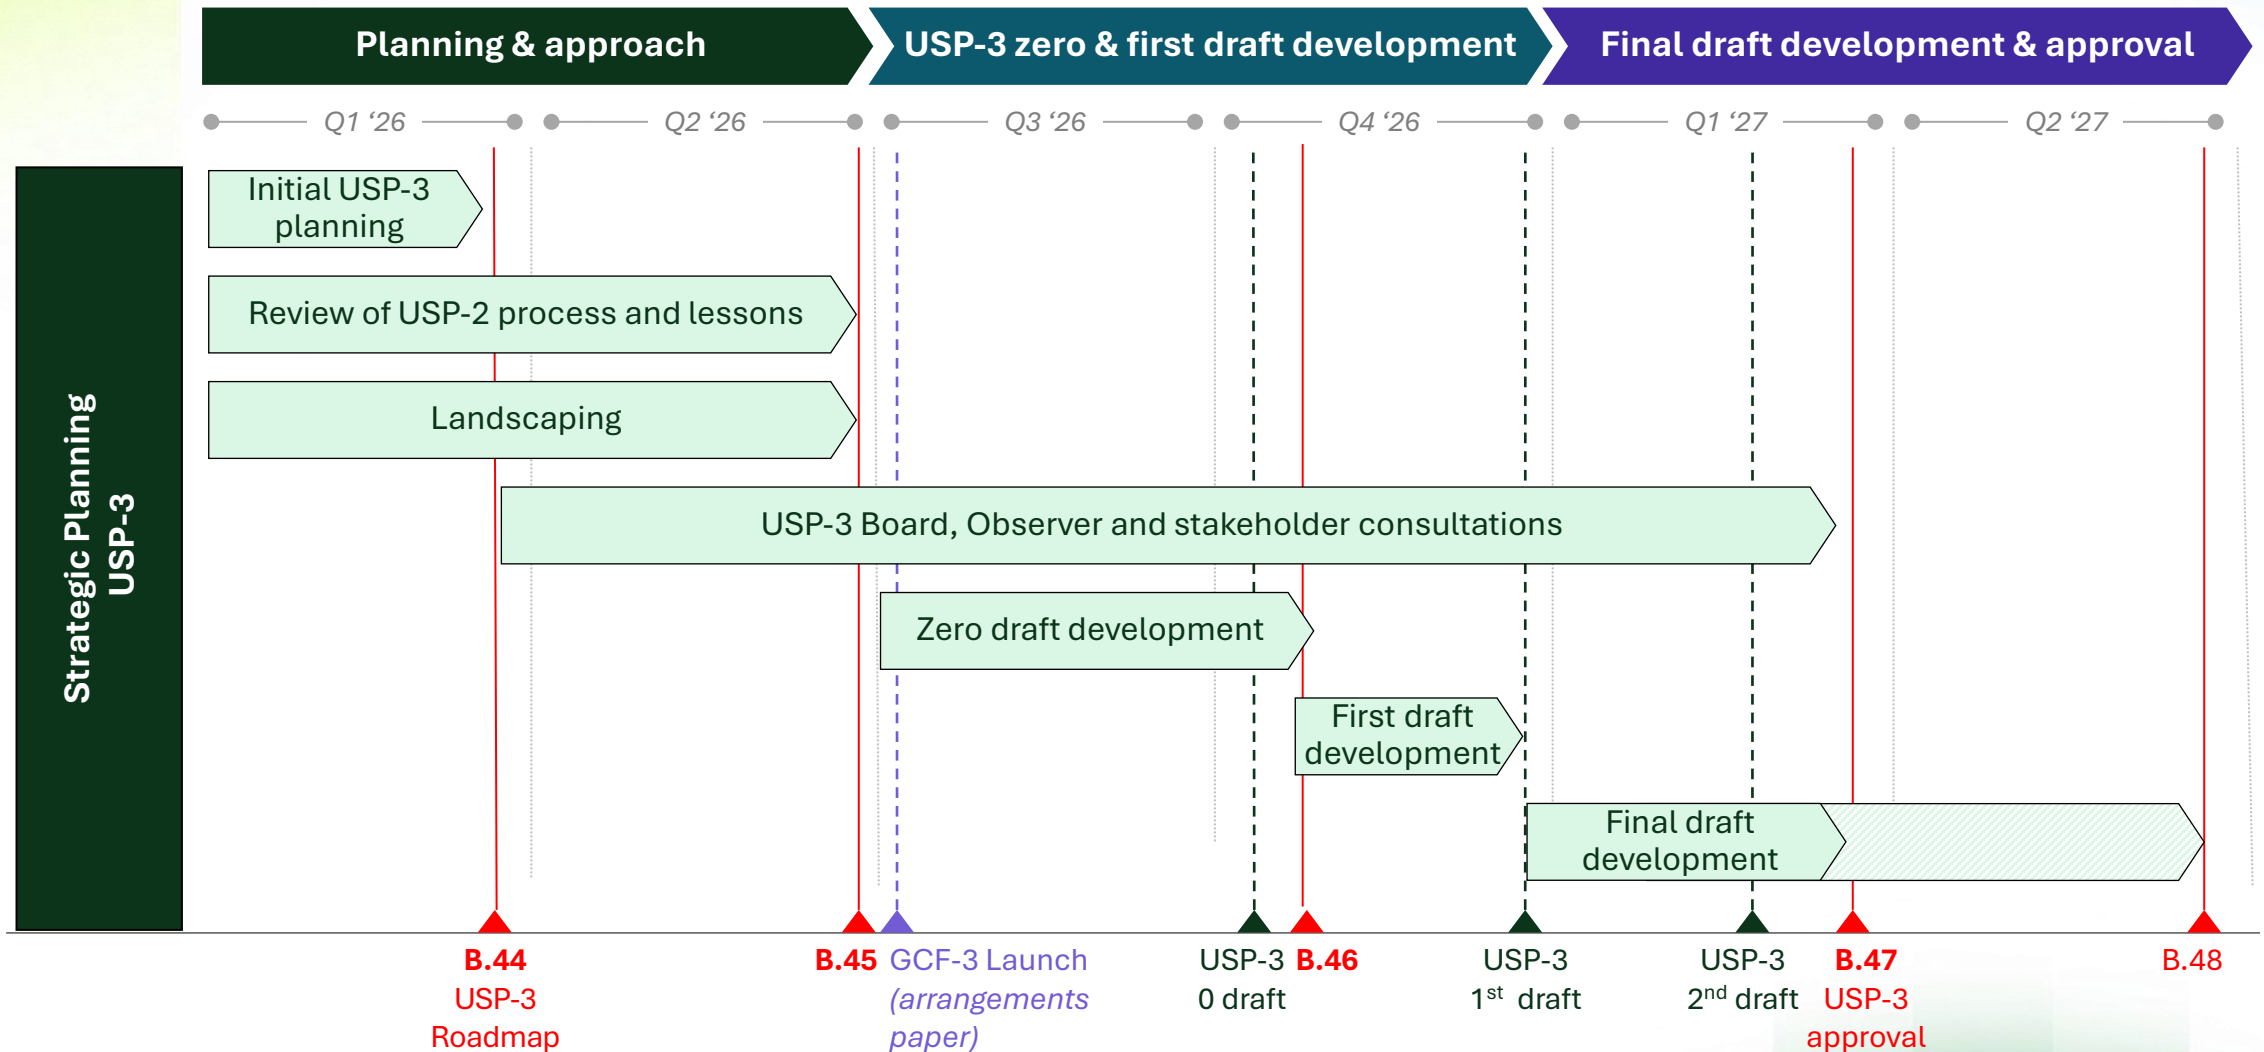 Planning & approach
USP-3 zero & first draft development
Final draft development & approval
Q1 ‘26
Q2 ‘26
Q3 ‘26
Q4 ‘26
Q1 ‘27
Q2 ‘27
Strategic Planning
USP-3
Initial USP-3
planning
Review of USP-2 process and lessons
Landscaping
USP-3 Board, Observer and stakeholder consultations
Zero draft development
First draft
development
Final draft
development
B.44
USP-3
Roadmap
B.45
GCF-3 Launch
(arrangements
paper)
USP-3
0 draft
B.46
USP-3
1st draft
USP-3
2nd draft
B.47
USP-3
approval
B.48